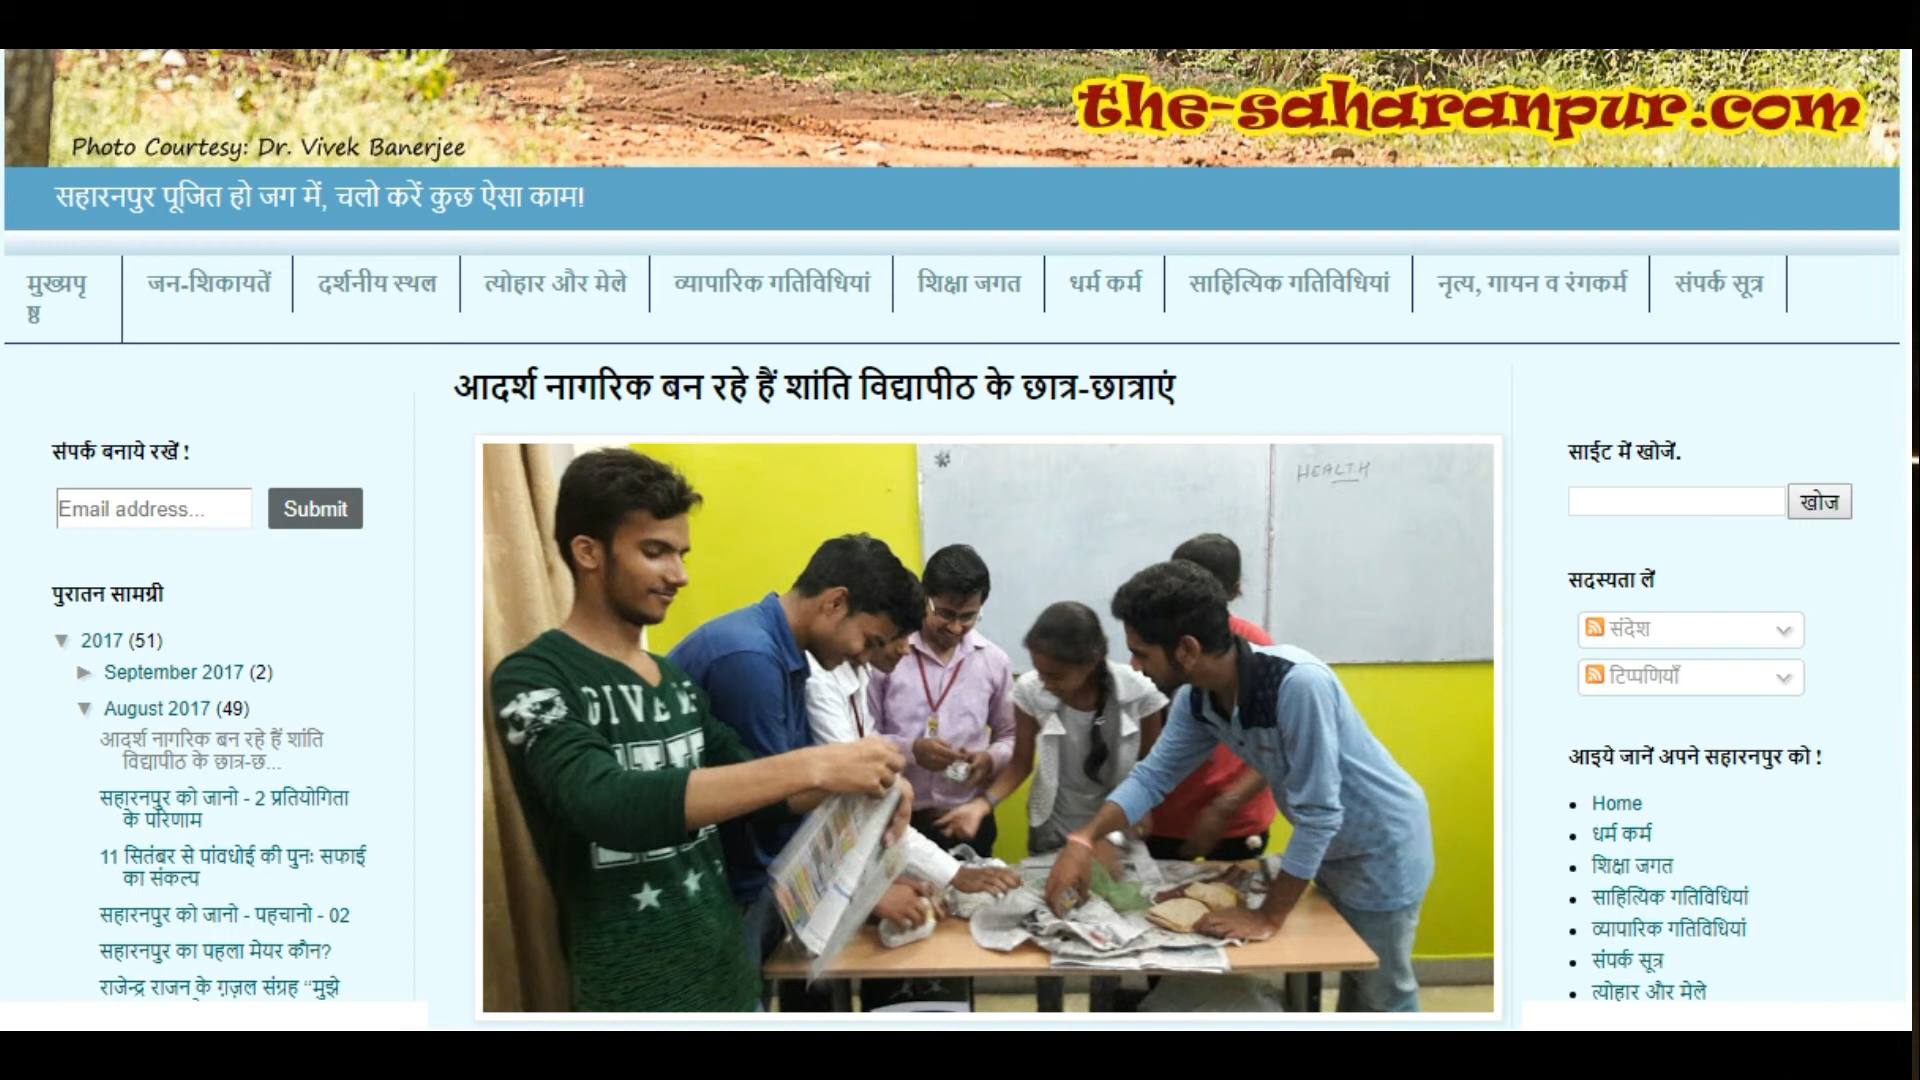 the-saharanpur.com
Photo Courtesy: Dr. Vivek Banerjee
सहारनपुर पूजित हो जग में, चलो करें कुछ ऐसा काम!
मुख्यपृ
ष्ठ
जन-शिकायतें
दर्शनीय स्थल
त्योहार और मेले
व्यापारिक गतिविधियां
शिक्षा जगत
धर्म कर्म
साहित्यिक गतिविधियां
नृत्य, गायन व रंगकर्म
संपर्क सूत्र
संपर्क बनाये रखें !
Email address...
Submit
पुरातन सामग्री
▼ 2017 (51)
► September 2017 (2)
▼ August 2017 (49)
आदर्श नागरिक बन रहे हैं शांति
विद्यापीठ के छात्र-छ...
सहारनपुर को जानो - 2 प्रतियोगिता
के परिणाम
11 सितंबर से पांवधोई की पुनः सफाई
का संकल्प
सहारनपुर को जानो - पहचानो - 02
सहारनपुर का पहला मेयर कौन?
राजेन्द्र राजन के ग़ज़ल संग्रह “मुझे
आदर्श नागरिक बन रहे हैं शांति विद्यापीठ के छात्र-छात्राएं
HEALTH
GIVE ME
साईट में खोजें.
खोज
सदस्यता लें
संदेश
टिप्पणियाँ
आइये जानें अपने सहारनपुर को !
• Home
• धर्म कर्म
• शिक्षा जगत
• साहित्यिक गतिविधियां
• व्यापारिक गतिविधियां
• संपर्क सूत्र
• त्योहार और मेले